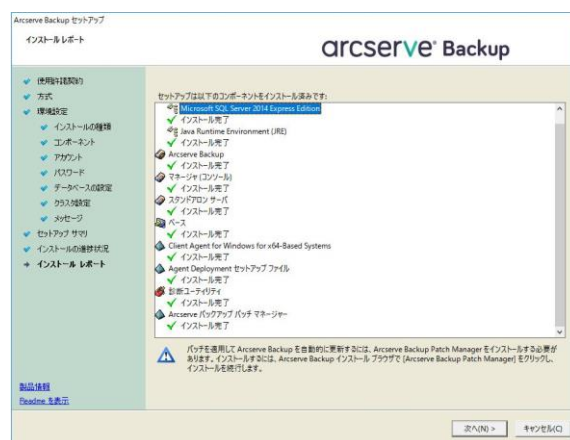 Arcserve Backup セットアップ
インストール レポート
arcserve Backup
使用許諾契約
方式
環境設定
インストールの種類
コンポーネント
アカウント
パスワード
データベースの設定
クラスタ設定
メッセージ
セットアップ サマリ
インストールの進捗状況
インストール レポート
製品情報
Readme を表示
セットアップは以下のコンポーネントをインストール済みです:
Microsoft SQL Server 2014 Express Edition
インストール完了
Java Runtime Environment (JRE)
インストール完了
Arcserve Backup
インストール完了
マネージャ (コンソール)
インストール完了
スタンドアロン サーバ
インストール完了
ベース
インストール完了
Client Agent for Windows for x64-Based Systems
インストール完了
Agent Deployment セットアップ ファイル
インストール完了
診断ユーティリティ
インストール完了
Arcserve バックアップ パッチ マネージャー
インストール完了
パッチを適用して Arcserve Backup を自動的に更新するには、Arcserve Backup Patch Manager をインストールする必要が
あります。インストールするには、Arcserve Backup インストール ブラウザで [Arcserve Backup Patch Manager] をクリックし、
インストールを続行します。
次へ(N) >
キャンセル(C)